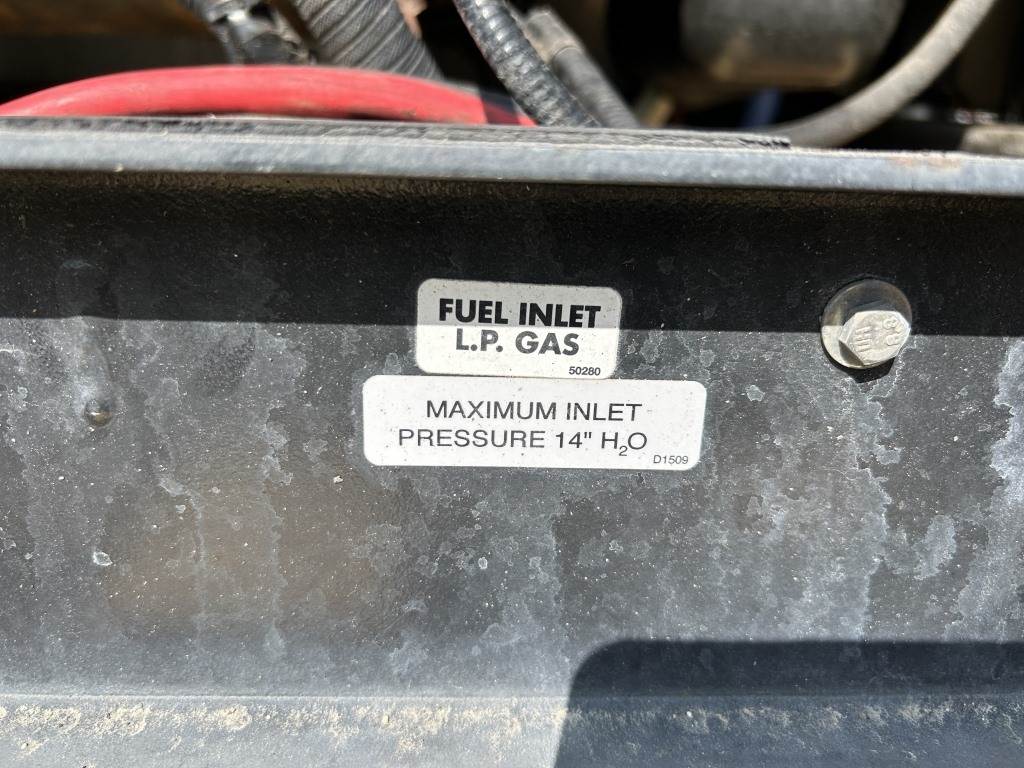 FUEL INLET
L.P. GAS
50280
MAXIMUM INLET
PRESSURE 14" H₂O
D1509